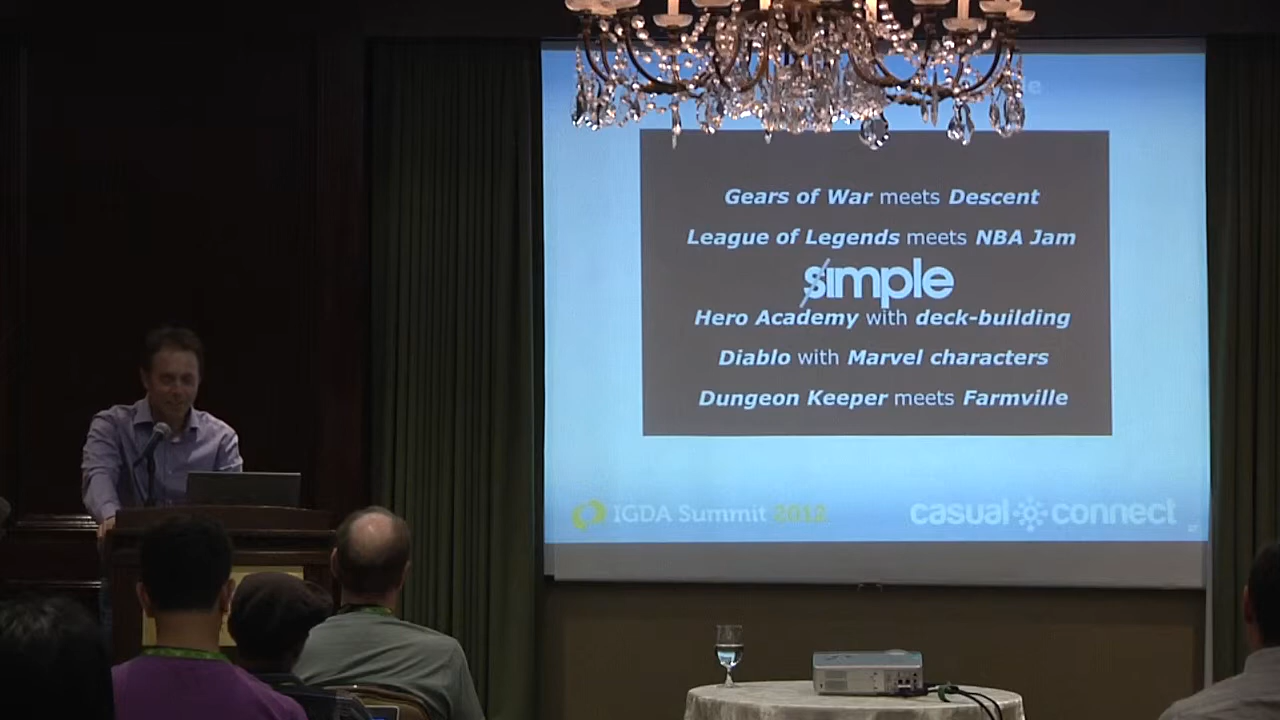 Gears of War meets Descent
League of Legends meets NBA Jam
simple
Hero Academy with deck-building
Diablo with Marvel characters
Dungeon Keeper meets Farmville
IGDA Summit 2012
casual connect